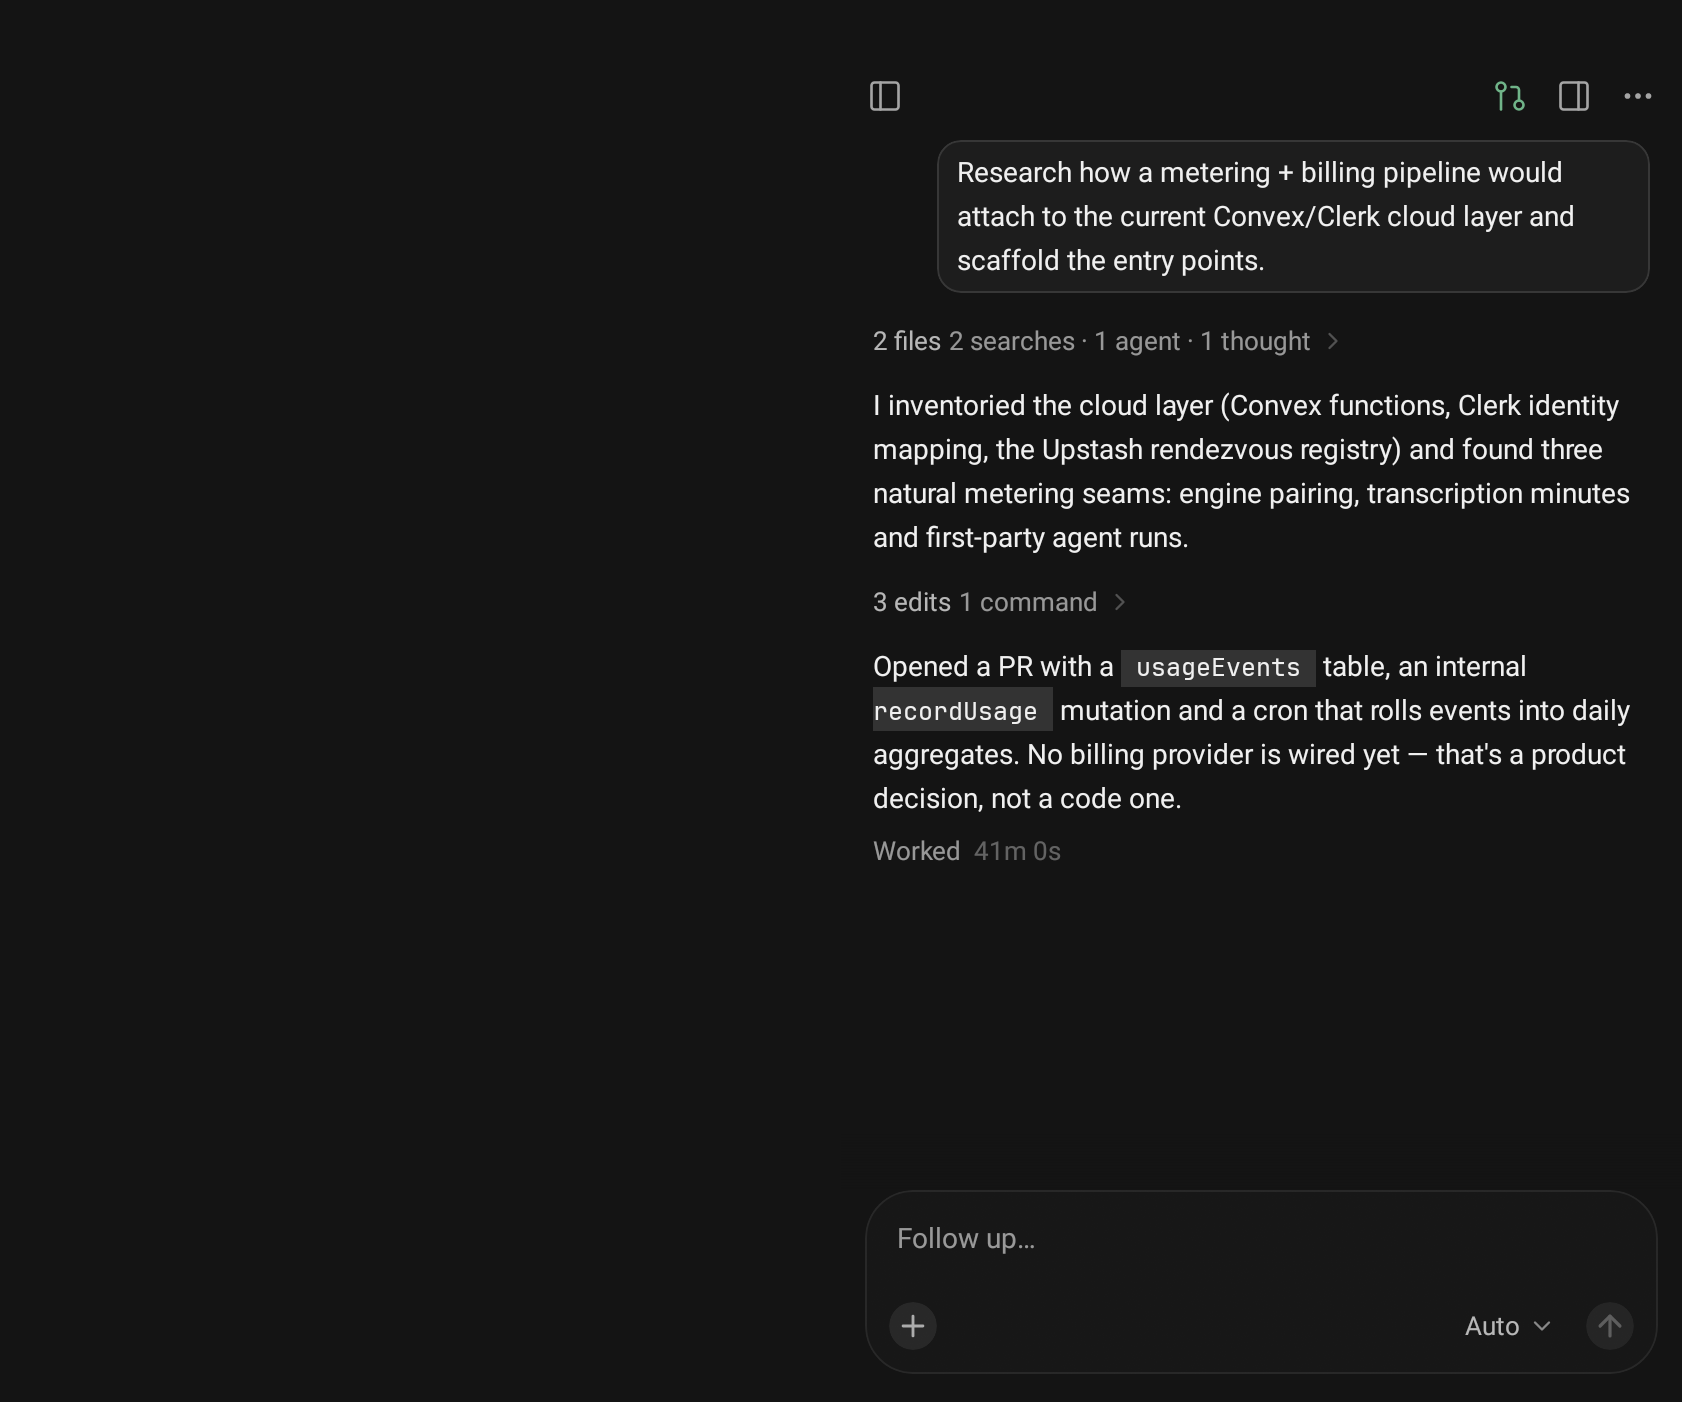 Research how a metering + billing pipeline would
attach to the current Convex/Clerk cloud layer and
scaffold the entry points.
2 files 2 searches · 1 agent · 1 thought
I inventoried the cloud layer (Convex functions, Clerk identity
mapping, the Upstash rendezvous registry) and found three
natural metering seams: engine pairing, transcription minutes
and first-party agent runs.
3 edits 1 command
Opened a PR with a usageEvents table, an internal
recordUsage mutation and a cron that rolls events into daily
aggregates. No billing provider is wired yet — that's a product
decision, not a code one.
Worked 41m 0s
Follow up…
Auto